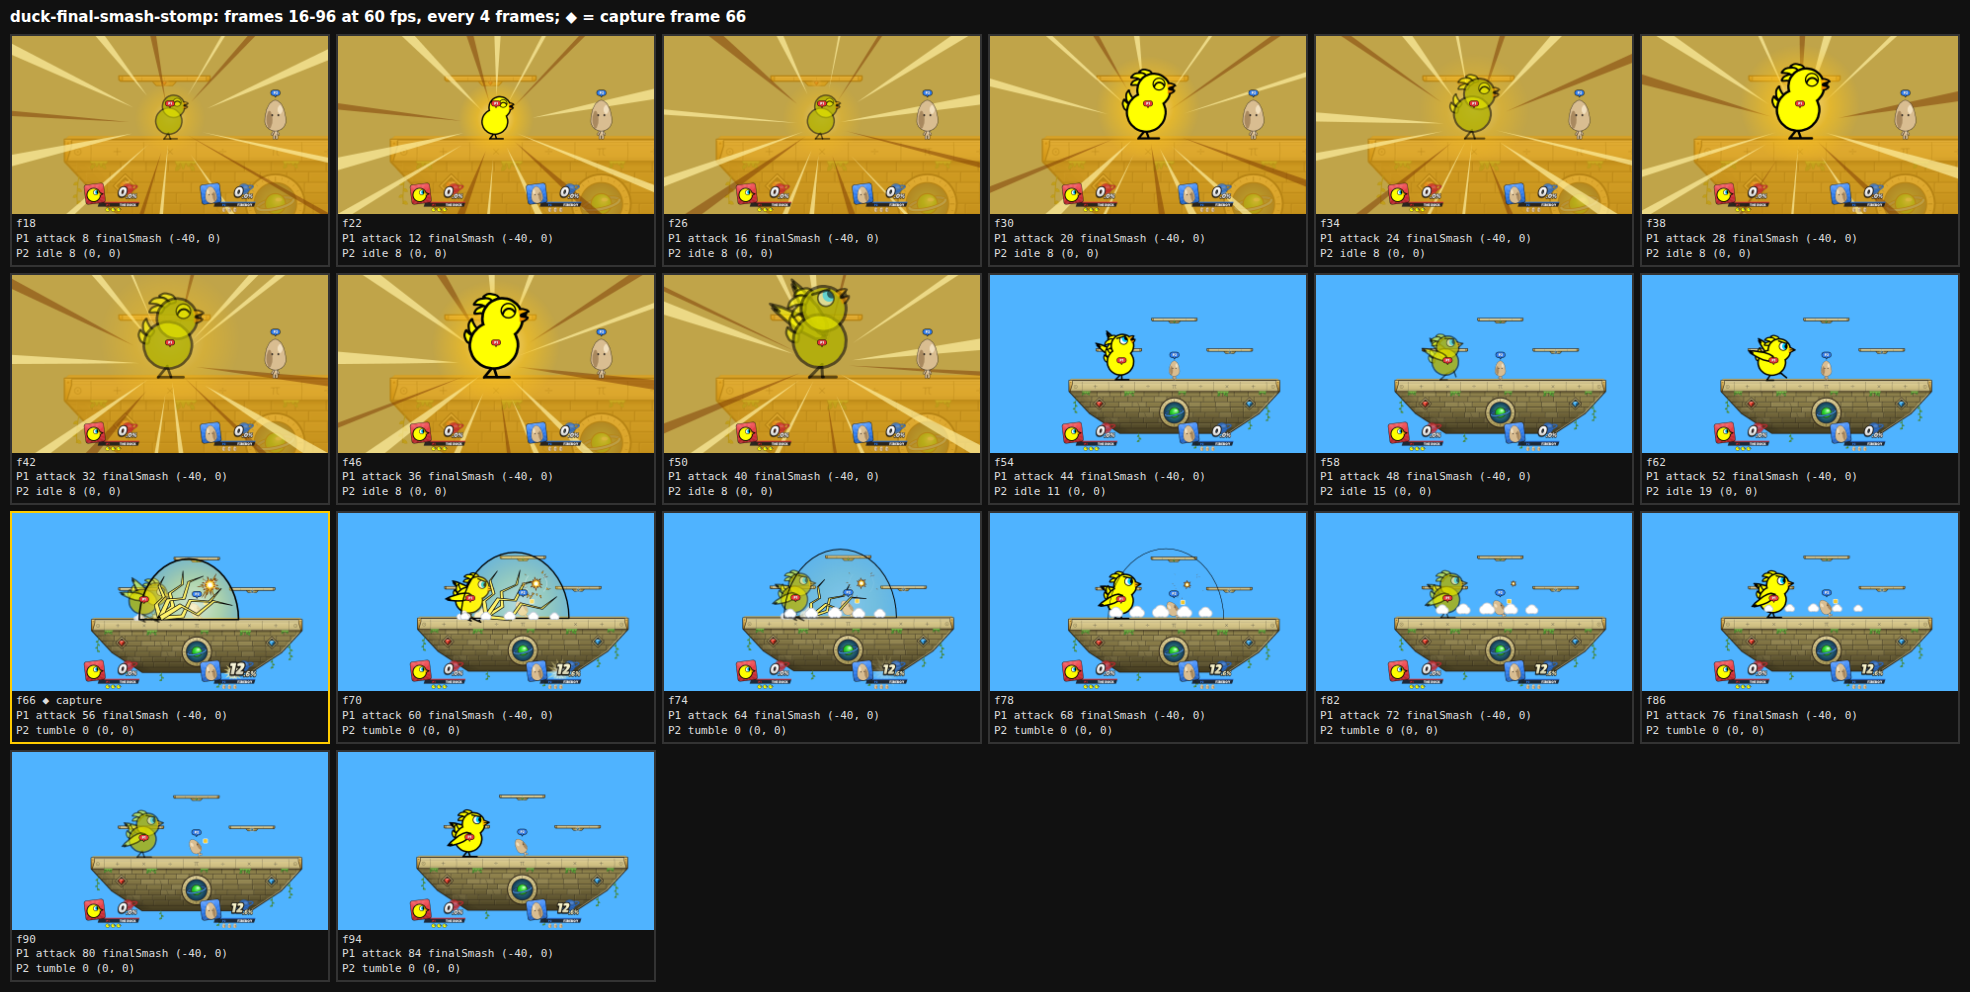 duck-final-smash-stomp: frames 16-96 at 60 fps, every 4 frames; ◆ = capture frame 66
f18
P1 attack 8 finalSmash (-40, 0)
P2 idle 8 (0, 0)
f22
P1 attack 12 finalSmash (-40, 0)
P2 idle 8 (0, 0)
f26
P1 attack 16 finalSmash (-40, 0)
P2 idle 8 (0, 0)
f30
P1 attack 20 finalSmash (-40, 0)
P2 idle 8 (0, 0)
f34
P1 attack 24 finalSmash (-40, 0)
P2 idle 8 (0, 0)
f38
P1 attack 28 finalSmash (-40, 0)
P2 idle 8 (0, 0)
f42
P1 attack 32 finalSmash (-40, 0)
P2 idle 8 (0, 0)
f46
P1 attack 36 finalSmash (-40, 0)
P2 idle 8 (0, 0)
f50
P1 attack 40 finalSmash (-40, 0)
P2 idle 8 (0, 0)
f54
P1 attack 44 finalSmash (-40, 0)
P2 idle 11 (0, 0)
f58
P1 attack 48 finalSmash (-40, 0)
P2 idle 15 (0, 0)
f62
P1 attack 52 finalSmash (-40, 0)
P2 idle 19 (0, 0)
f66 ◆ capture
P1 attack 56 finalSmash (-40, 0)
P2 tumble 0 (0, 0)
f70
P1 attack 60 finalSmash (-40, 0)
P2 tumble 0 (0, 0)
f74
P1 attack 64 finalSmash (-40, 0)
P2 tumble 0 (0, 0)
f78
P1 attack 68 finalSmash (-40, 0)
P2 tumble 0 (0, 0)
f82
P1 attack 72 finalSmash (-40, 0)
P2 tumble 0 (0, 0)
f86
P1 attack 76 finalSmash (-40, 0)
P2 tumble 0 (0, 0)
f90
P1 attack 80 finalSmash (-40, 0)
P2 tumble 0 (0, 0)
f94
P1 attack 84 finalSmash (-40, 0)
P2 tumble 0 (0, 0)